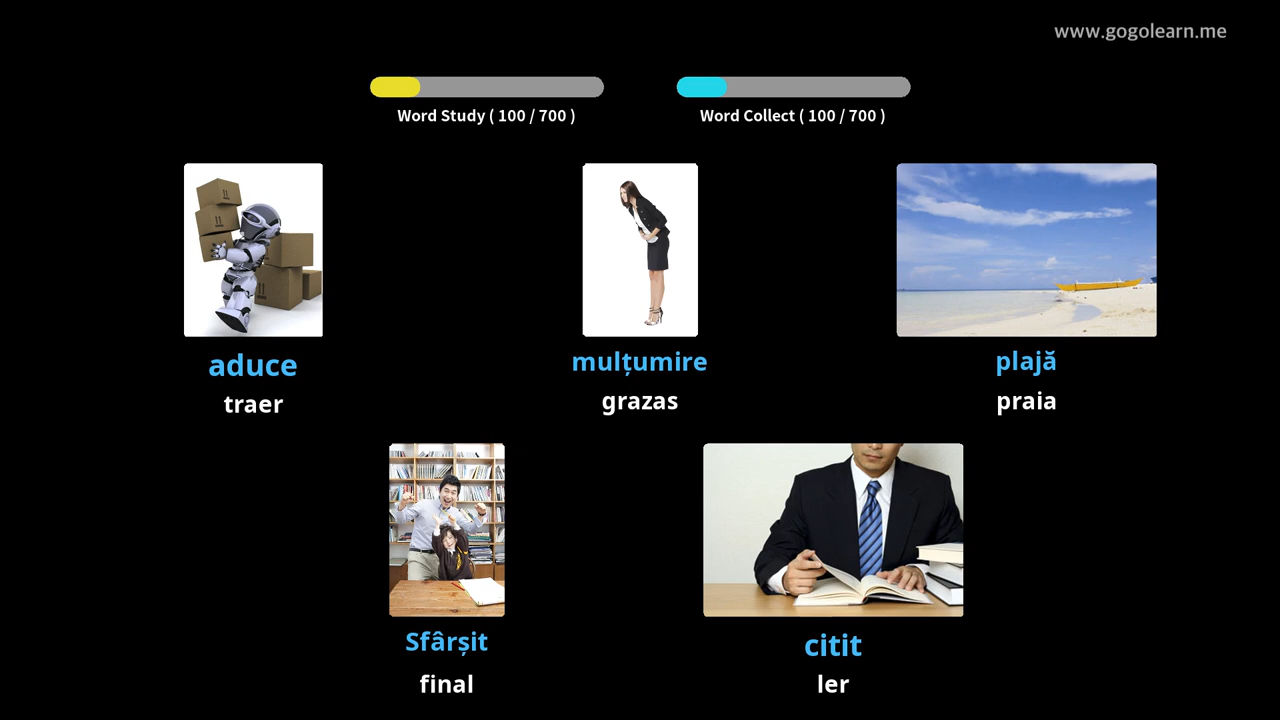 www.gogolearn.me
Word Study ( 100 / 700 )
Word Collect ( 100 / 700 )
aduce
traer
mulțumire
grazas
plajă
praia
Sfârșit
final
citit
ler